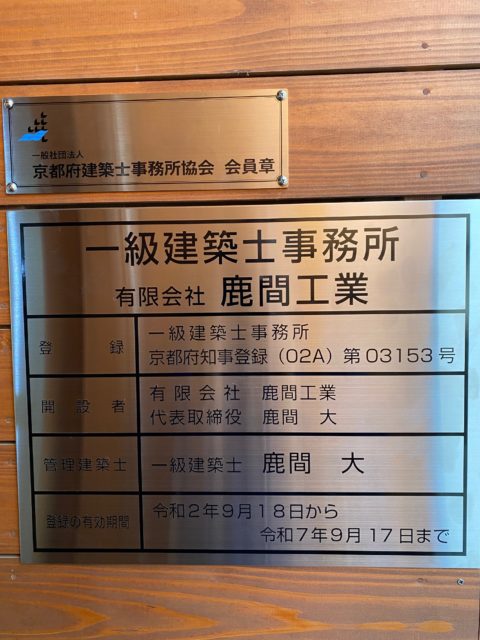 一般社団法人
京都府建築士事務所協会 会員章
一級建築士事務所
有限会社 鹿間工業
登録 一級建築士事務所
京都府知事登録(02A)第03153号
開設者 有限会社 鹿間工業
代表取締役 鹿間 大
管理建築士 一級建築士 鹿間 大
登録の有効期間 令和2年9月18日から
令和7年9月17日まで